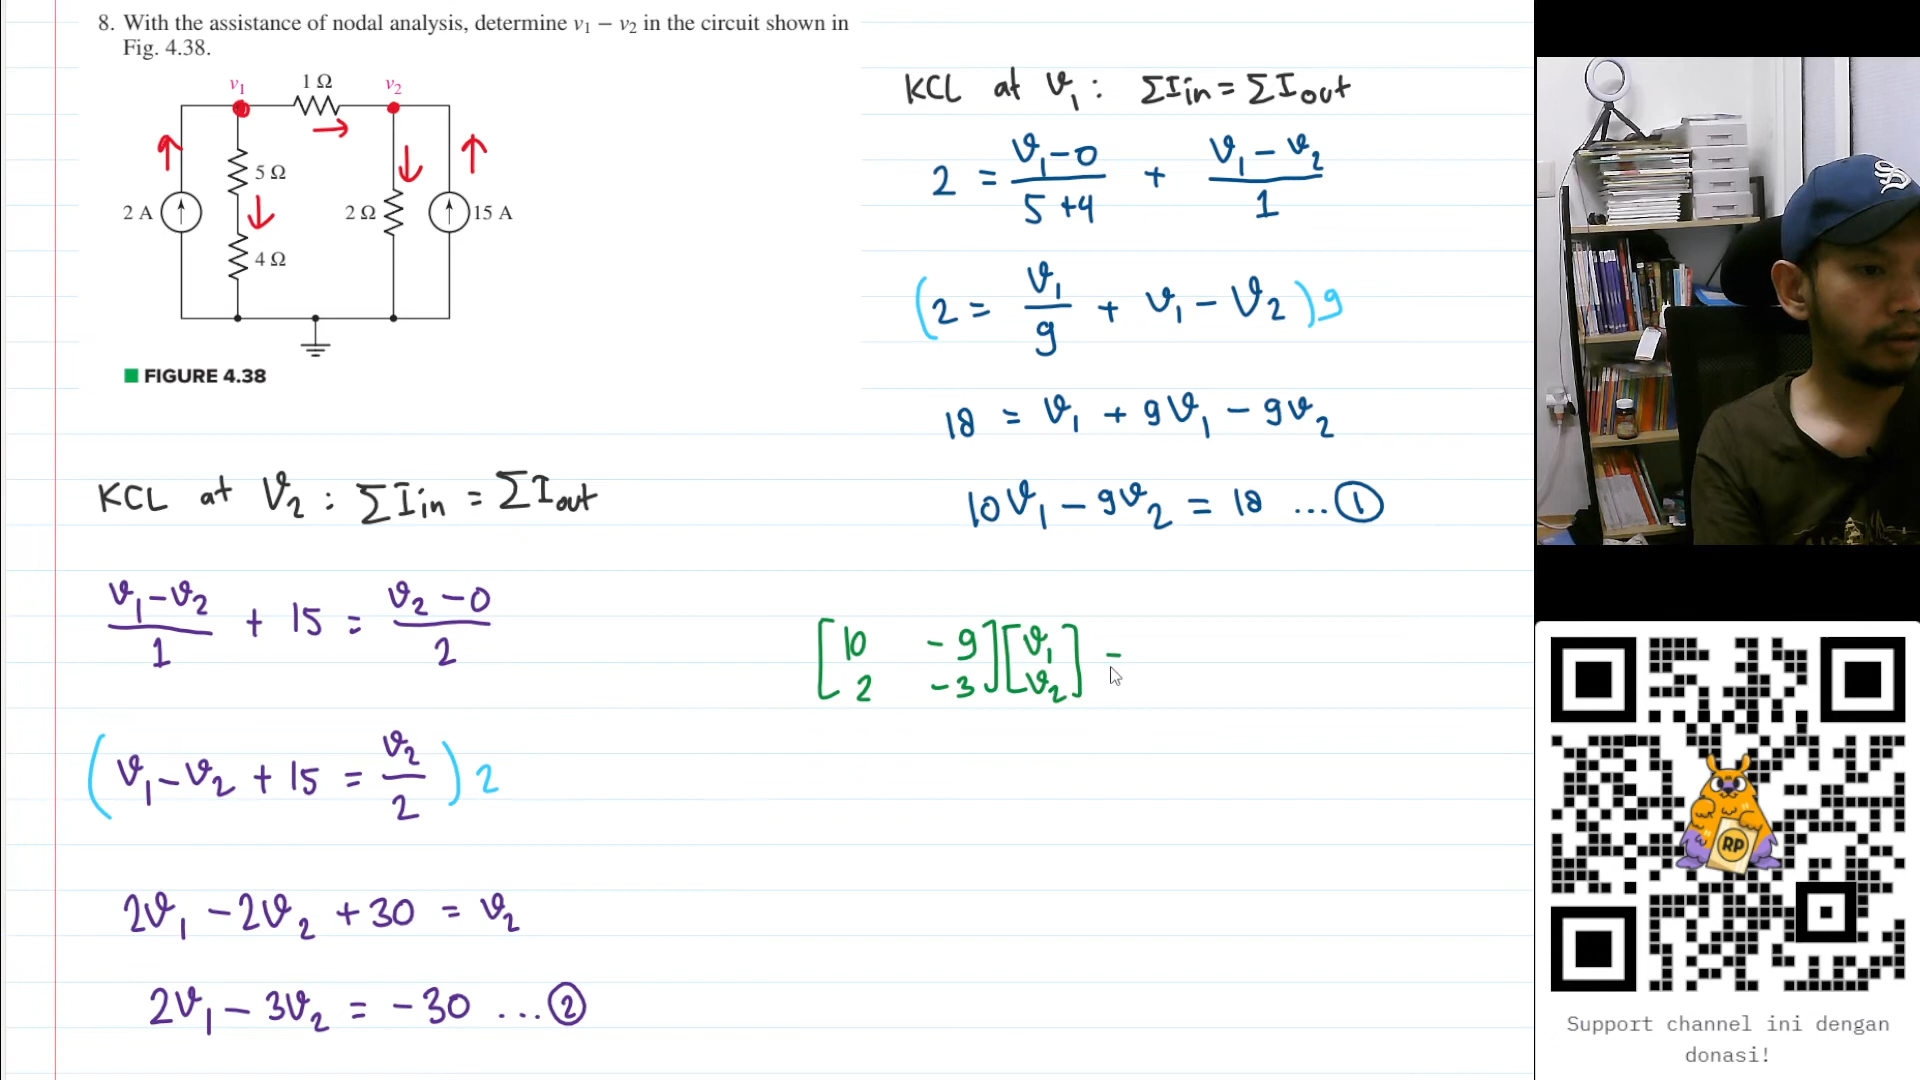 8. With the assistance of nodal analysis, determine v₁ − v₂ in the circuit shown in
Fig. 4.38.
v₁
1 Ω
v₂
5 Ω
2 A
2 Ω
15 A
4 Ω
FIGURE 4.38
KCL at v₁ : ΣIin = ΣIout
2 = (v₁−0)/(5+4) + (v₁−v₂)/1
(2 = v₁/9 + v₁ − v₂)9
18 = v₁ + 9v₁ − 9v₂
10v₁ − 9v₂ = 18 ... ①
KCL at v₂ : ΣIin = ΣIout
(v₁−v₂)/1 + 15 = (v₂−0)/2
(v₁−v₂ + 15 = v₂/2)2
2v₁ − 2v₂ + 30 = v₂
2v₁ − 3v₂ = −30 ... ②
[10 −9] [v₁] −
[2 −3] [v₂]
RP
Support channel ini dengan
donasi!